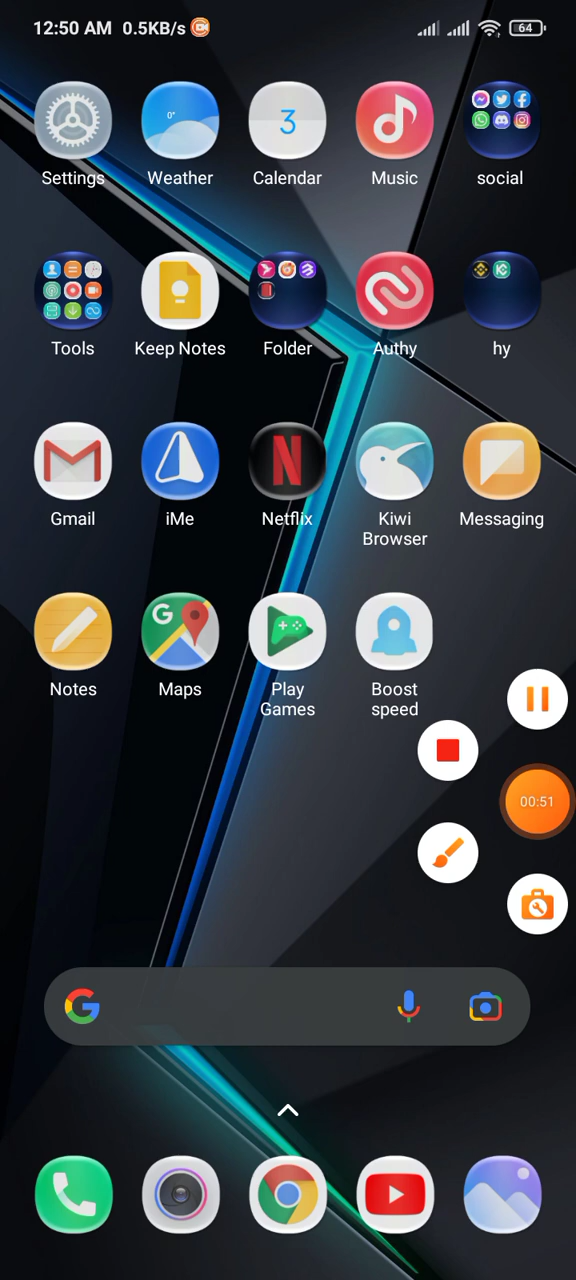 12:50 AM 0.5KB/s 64
0°
3
Settings Weather Calendar Music social
Tools Keep Notes Folder Authy hy
N
Gmail iMe Netflix Kiwi Browser Messaging
G
Notes Maps Play Games Boost speed
00:51
G